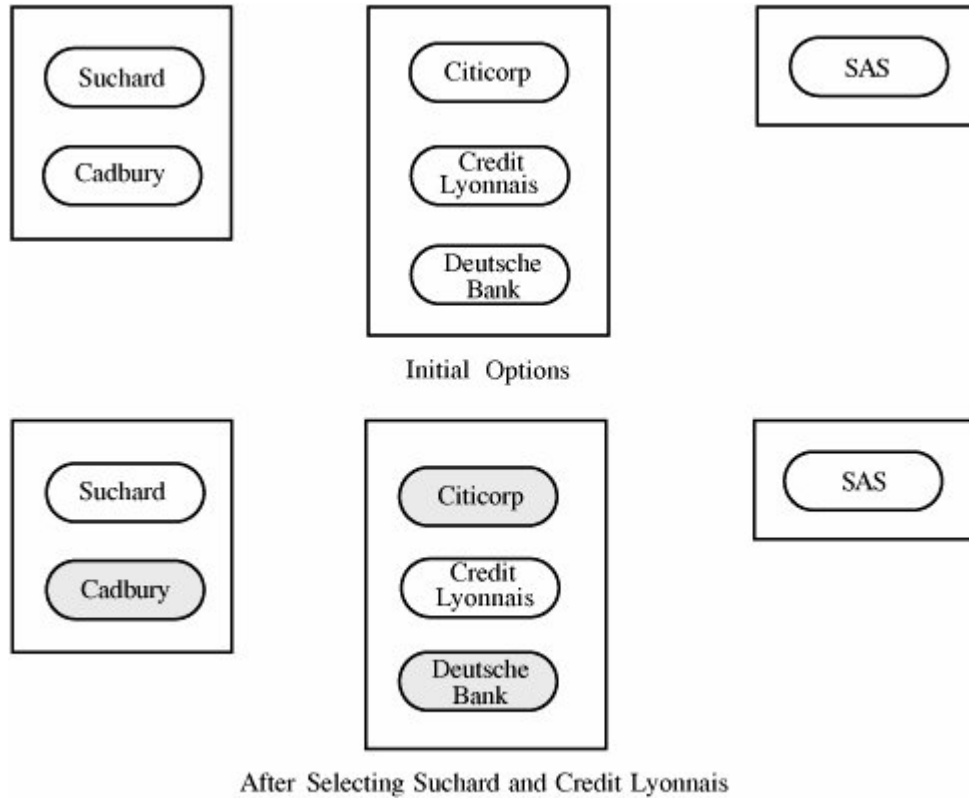 Suchard
Citicorp
SAS
Cadbury
Credit
Lyonnais
Deutsche
Bank
Initial Options
Suchard
Citicorp
SAS
Cadbury
Credit
Lyonnais
Deutsche
Bank
After Selecting Suchard and Credit Lyonnais